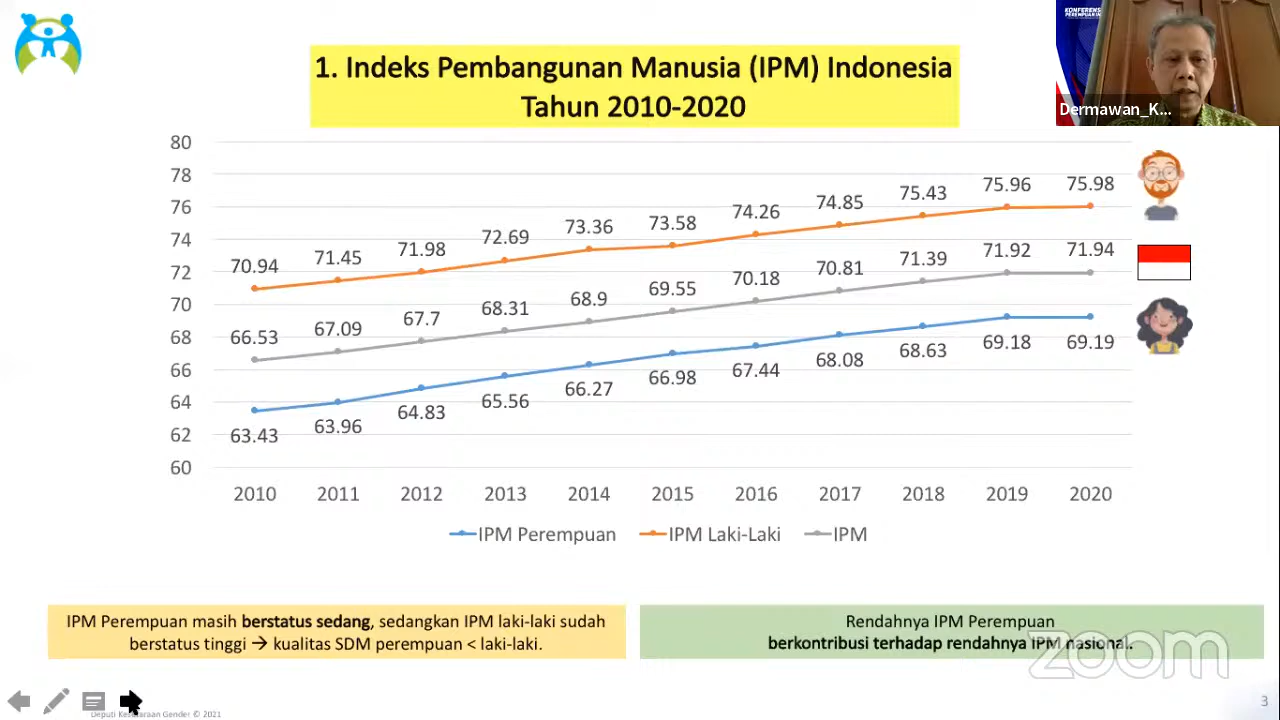 KONFERENSI
PEREMPUAN
1. Indeks Pembangunan Manusia (IPM) Indonesia
Tahun 2010-2020
Dermawan_K...
80
78
76
74
72
70
68
66
64
62
60
70.94 71.45 71.98 72.69 73.36 73.58 74.26 74.85 75.43 75.96 75.98
66.53 67.09 67.7 68.31 68.9 69.55 70.18 70.81 71.39 71.92 71.94
63.43 63.96 64.83 65.56 66.27 66.98 67.44 68.08 68.63 69.18 69.19
2010 2011 2012 2013 2014 2015 2016 2017 2018 2019 2020
IPM Perempuan IPM Laki-Laki IPM
IPM Perempuan masih berstatus sedang, sedangkan IPM laki-laki sudah
berstatus tinggi → kualitas SDM perempuan < laki-laki.
Rendahnya IPM Perempuan
berkontribusi terhadap rendahnya IPM nasional.
zoom
Deputi Kesetaraan Gender © 2021
3